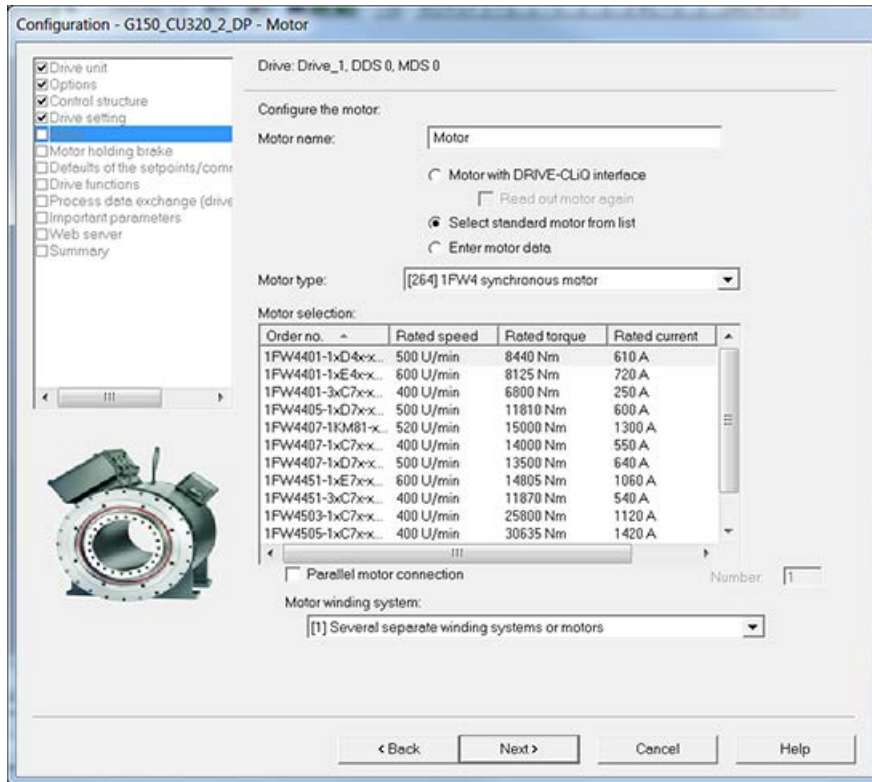 Configuration - G150_CU320_2_DP - Motor
Drive unit
Options
Control structure
Drive setting
Motor holding brake
Defaults of the setpoints/comm
Drive functions
Process data exchange (drive
Important parameters
Web server
Summary
Drive: Drive_1, DDS 0, MDS 0
Configure the motor:
Motor name: Motor
Motor with DRIVE-CLiQ interface
Read out motor again
Select standard motor from list
Enter motor data
Motor type: [264] 1FW4 synchronous motor
Motor selection:
Order no. Rated speed Rated torque Rated current
1FW4401-1xD4x-x... 500 U/min 8440 Nm 610 A
1FW4401-1xE4x-x... 600 U/min 8125 Nm 720 A
1FW4401-3xC7x-x... 400 U/min 6800 Nm 250 A
1FW4405-1xD7x-x... 500 U/min 11810 Nm 600 A
1FW4407-1KM81-x... 520 U/min 15000 Nm 1300 A
1FW4407-1xC7x-x... 400 U/min 14000 Nm 550 A
1FW4407-1xD7x-x... 500 U/min 13500 Nm 640 A
1FW4451-1xE7x-x... 600 U/min 14805 Nm 1060 A
1FW4451-3xC7x-x... 400 U/min 11870 Nm 540 A
1FW4503-1xC7x-x... 400 U/min 25800 Nm 1120 A
1FW4505-1xC7x-x... 400 U/min 30635 Nm 1420 A
Parallel motor connection Number: 1
Motor winding system:
[1] Several separate winding systems or motors
< Back Next > Cancel Help